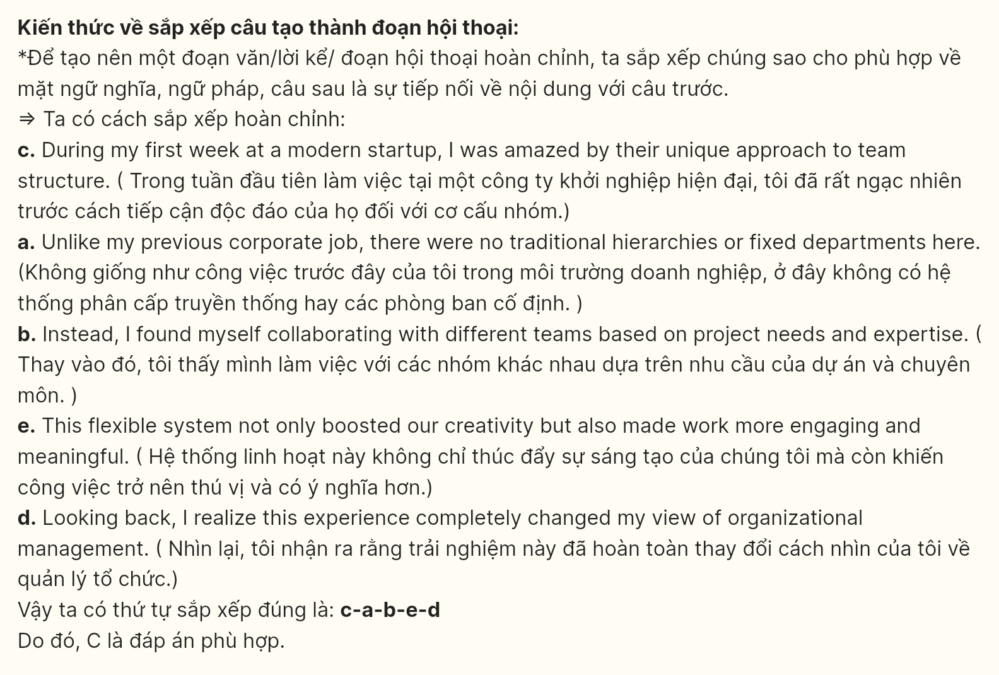 Kiến thức về sắp xếp câu tạo thành đoạn hội thoại:
*Để tạo nên một đoạn văn/lời kể/ đoạn hội thoại hoàn chỉnh, ta sắp xếp chúng sao cho phù hợp về
mặt ngữ nghĩa, ngữ pháp, câu sau là sự tiếp nối về nội dung với câu trước.
⇒ Ta có cách sắp xếp hoàn chỉnh:
c. During my first week at a modern startup, I was amazed by their unique approach to team
structure. ( Trong tuần đầu tiên làm việc tại một công ty khởi nghiệp hiện đại, tôi đã rất ngạc nhiên
trước cách tiếp cận độc đáo của họ đối với cơ cấu nhóm.)
a. Unlike my previous corporate job, there were no traditional hierarchies or fixed departments here.
(Không giống như công việc trước đây của tôi trong môi trường doanh nghiệp, ở đây không có hệ
thống phân cấp truyền thống hay các phòng ban cố định. )
b. Instead, I found myself collaborating with different teams based on project needs and expertise. (
Thay vào đó, tôi thấy mình làm việc với các nhóm khác nhau dựa trên nhu cầu của dự án và chuyên
môn. )
e. This flexible system not only boosted our creativity but also made work more engaging and
meaningful. ( Hệ thống linh hoạt này không chỉ thúc đẩy sự sáng tạo của chúng tôi mà còn khiến
công việc trở nên thú vị và có ý nghĩa hơn.)
d. Looking back, I realize this experience completely changed my view of organizational
management. ( Nhìn lại, tôi nhận ra rằng trải nghiệm này đã hoàn toàn thay đổi cách nhìn của tôi về
quản lý tổ chức.)
Vậy ta có thứ tự sắp xếp đúng là: c-a-b-e-d
Do đó, C là đáp án phù hợp.